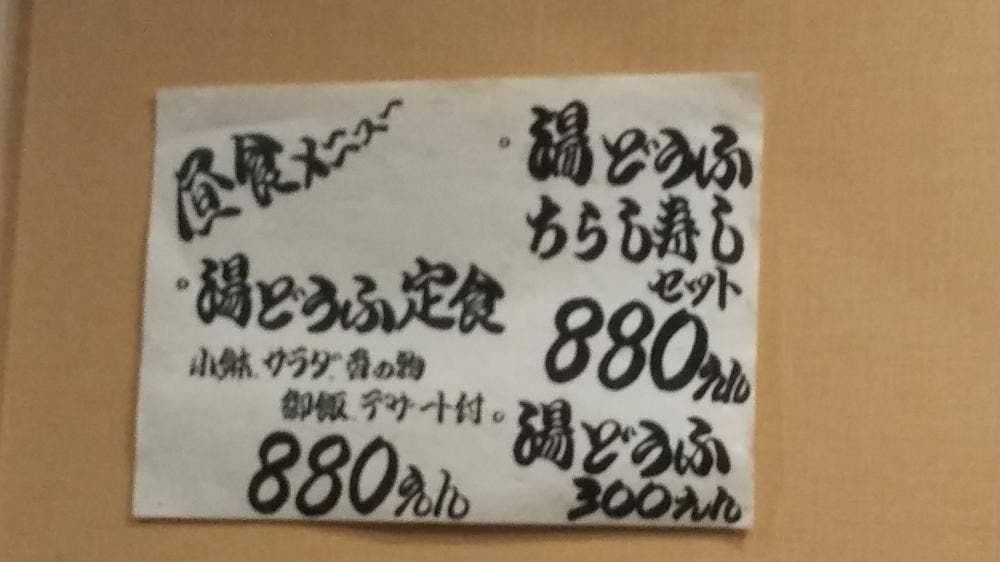 昼食メニュー
・湯どうふ定食
小鉢、サラダ、香の物
御飯、デザート付。
880えん
・湯どうふ
ちらし寿し
セット
880えん
・湯どうふ
300えん